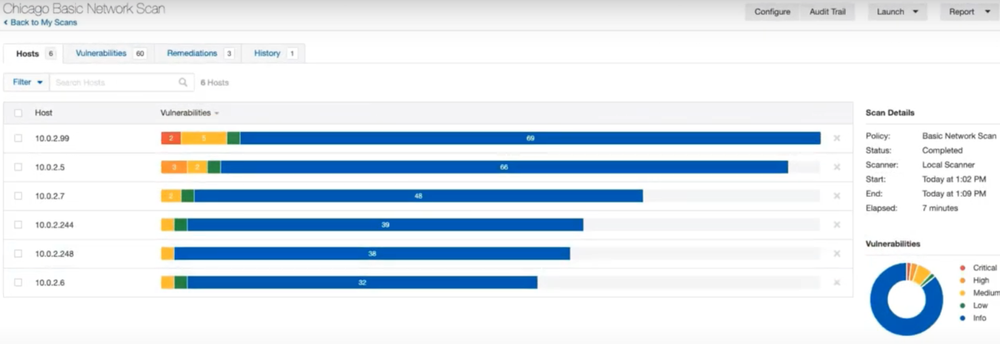 Chicago Basic Network Scan
Configure Audit Trail Launch Report
Back to My Scans
Hosts 6 Vulnerabilities 60 Remediations 3 History 1
Filter Search Hosts 6 Hosts
Host Vulnerabilities
10.0.2.99 2 5 69
10.0.2.5 3 2 66
10.0.2.7 2 48
10.0.2.244 39
10.0.2.248 38
10.0.2.6 32
Scan Details
Policy: Basic Network Scan
Status: Completed
Scanner: Local Scanner
Start: Today at 1:02 PM
End: Today at 1:09 PM
Elapsed: 7 minutes
Vulnerabilities
Critical
High
Medium
Low
Info